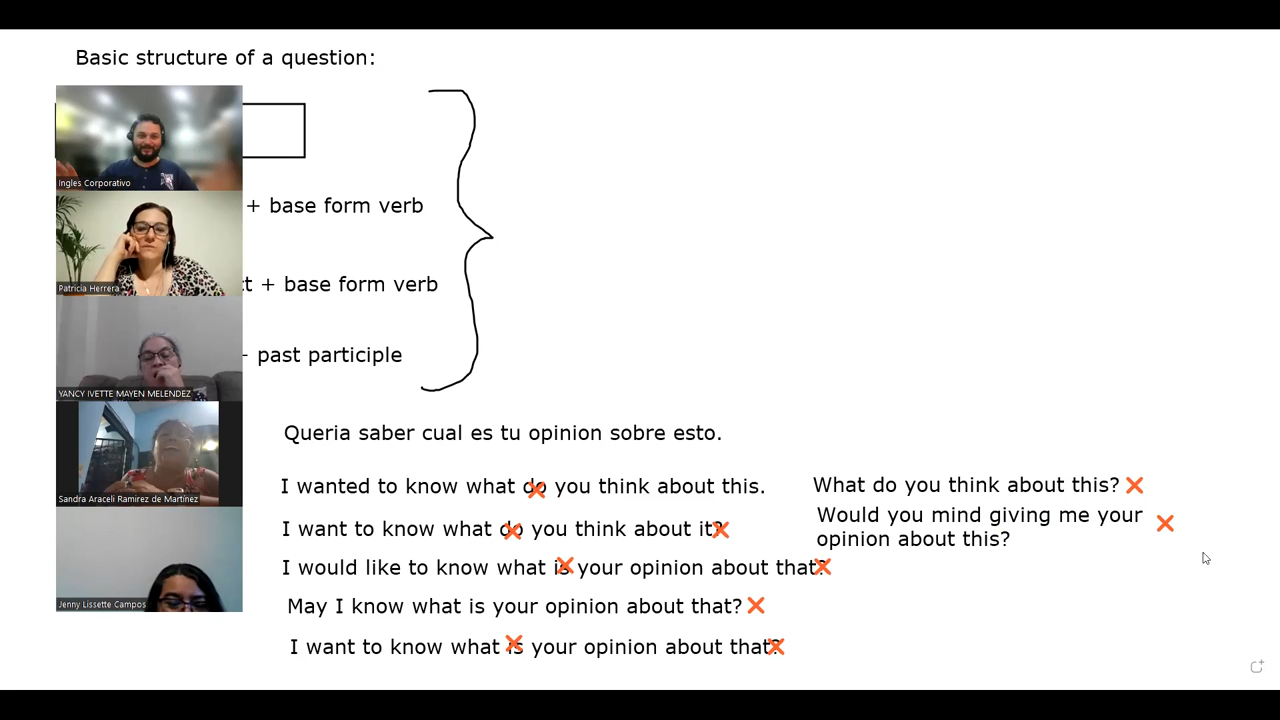 Basic structure of a question:
Ingles Corporativo
+ base form verb
Patricia Herrera
+ base form verb
past participle
YANCY IVETTE MAYEN MELENDEZ
Queria saber cual es tu opinion sobre esto.
I wanted to know what do you think about this.
What do you think about this?
Sandra Araceli Ramirez de Martinez
Would you mind giving me your
opinion about this?
I want to know what do you think about it?
I would like to know what is your opinion about that?
Jenny Lissette Campos
May I know what is your opinion about that?
I want to know what is your opinion about that?